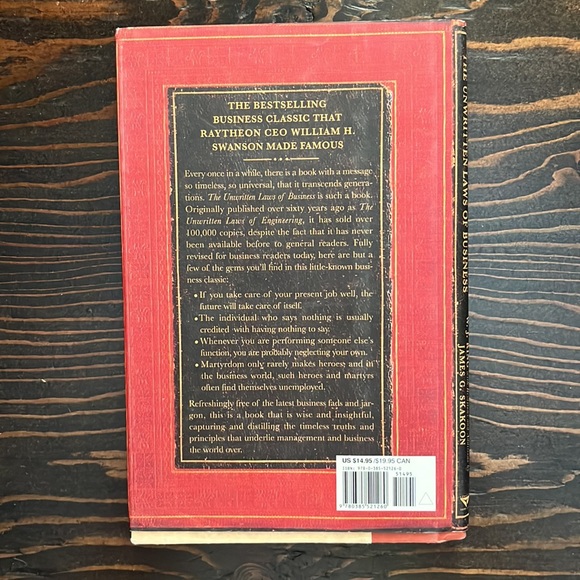 THE BESTSELLING
BUSINESS CLASSIC THAT
RAYTHEON CEO WILLIAM H.
SWANSON MADE FAMOUS
Every once in a while, there is a book with a message
so timeless, so universal, that it transcends genera-
tions. The Unwritten Laws of Business is such a book.
Originally published over sixty years ago as The
Unwritten Laws of Engineering, it has sold over
100,000 copies, despite the fact that it has never
been available before to general readers. Fully
revised for business readers today, here are but a
few of the gems you'll find in this little-known busi-
ness classic:
• If you take care of your present job well, the
future will take care of itself.
• The individual who says nothing is usually
credited with having nothing to say.
• Whenever you are performing someone else's
function, you are probably neglecting your own.
• Martyrdom only rarely makes heroes, and in
the business world, such heroes and martyrs
often find themselves unemployed.
Refreshingly free of the latest business fads and jar-
gon, this is a book that is wise and insightful,
capturing and distilling the timeless truths and
principles that underlie management and business
the world over.
US $14.95/$19.95 CAN
ISBN: 978-0-385-52126-0
51495
9780385521260
THE UNWRITTEN LAWS OF BUSINESS
JAMES G. SKAKOON